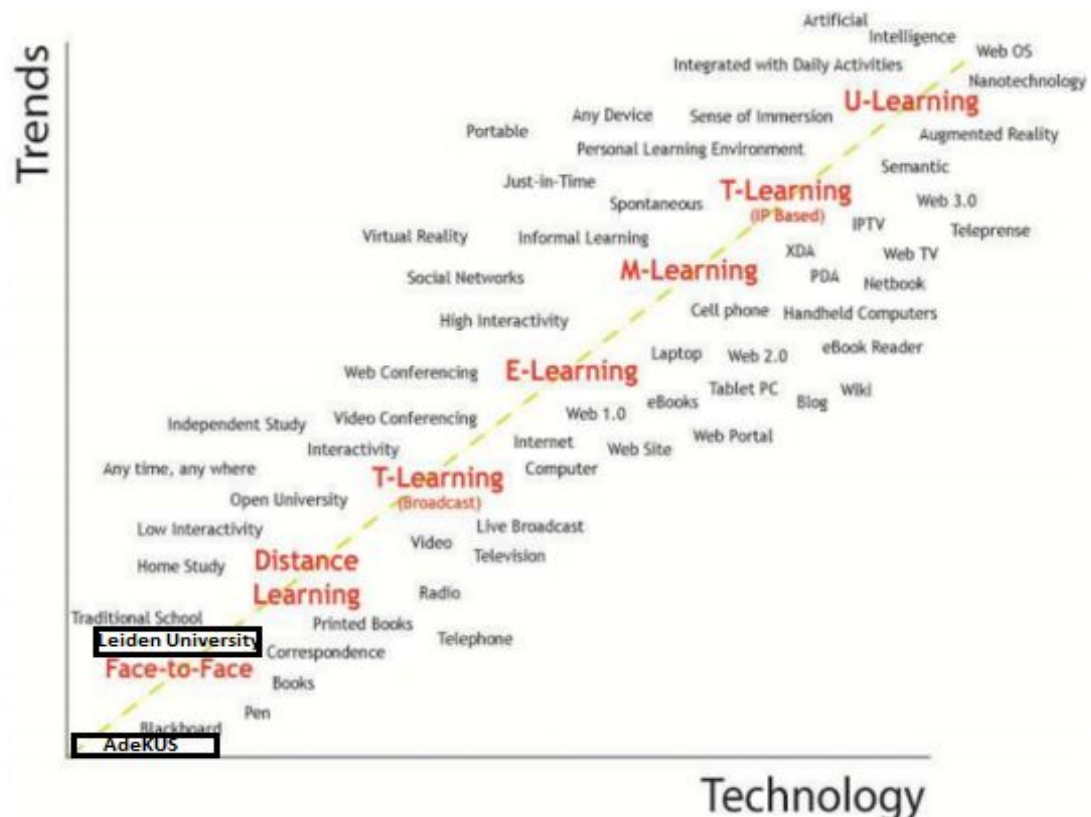 Trends
Artificial
Intelligence
Web OS
Integrated with Daily Activities
Nanotechnology
U-Learning
Any Device
Sense of Immersion
Portable
Augmented Reality
Personal Learning Environment
Semantic
Just-in-Time
T-Learning
(IP Based)
Spontaneous
Web 3.0
IPTV
Teleprense
Virtual Reality
Informal Learning
XDA
Web TV
M-Learning
Social Networks
PDA
Netbook
Cell phone
Handheld Computers
High Interactivity
Laptop
Web 2.0
eBook Reader
Web Conferencing
E-Learning
Tablet PC
Wiki
eBooks
Blog
Web 1.0
Independent Study
Video Conferencing
Internet
Web Site
Web Portal
Interactivity
Any time, any where
Computer
T-Learning
(Broadcast)
Open University
Low Interactivity
Live Broadcast
Video
Television
Distance
Learning
Home Study
Radio
Traditional School
Printed Books
Telephone
Leiden University
Correspondence
Face-to-Face
Books
Pen
Blackboard
AdeKUS
Technology